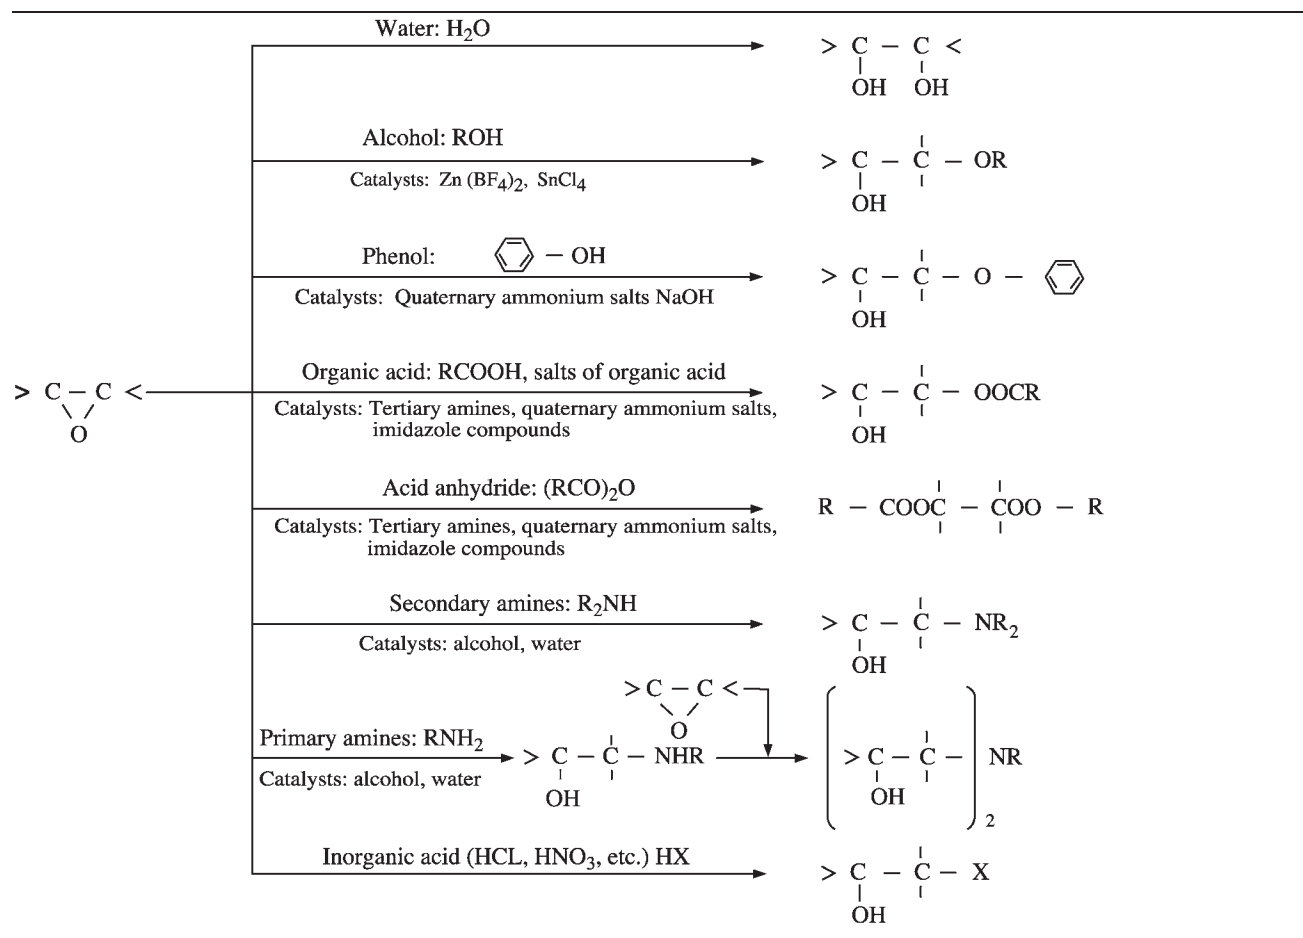 Water: H2O
> C – C <
OH OH
Alcohol: ROH
Catalysts: Zn (BF4)2, SnCl4
> C – C – OR
OH
Phenol: – OH
Catalysts: Quaternary ammonium salts NaOH
> C – C – O –
OH
> C – C <
O
Organic acid: RCOOH, salts of organic acid
Catalysts: Tertiary amines, quaternary ammonium salts,
imidazole compounds
> C – C – OOCR
OH
Acid anhydride: (RCO)2O
Catalysts: Tertiary amines, quaternary ammonium salts,
imidazole compounds
R – COOC – COO – R
Secondary amines: R2NH
Catalysts: alcohol, water
> C – C – NR2
OH
> C – C <
O
Primary amines: RNH2
Catalysts: alcohol, water
> C – C – NHR
OH
> C – C – NR
OH
2
Inorganic acid (HCL, HNO3, etc.) HX
> C – C – X
OH